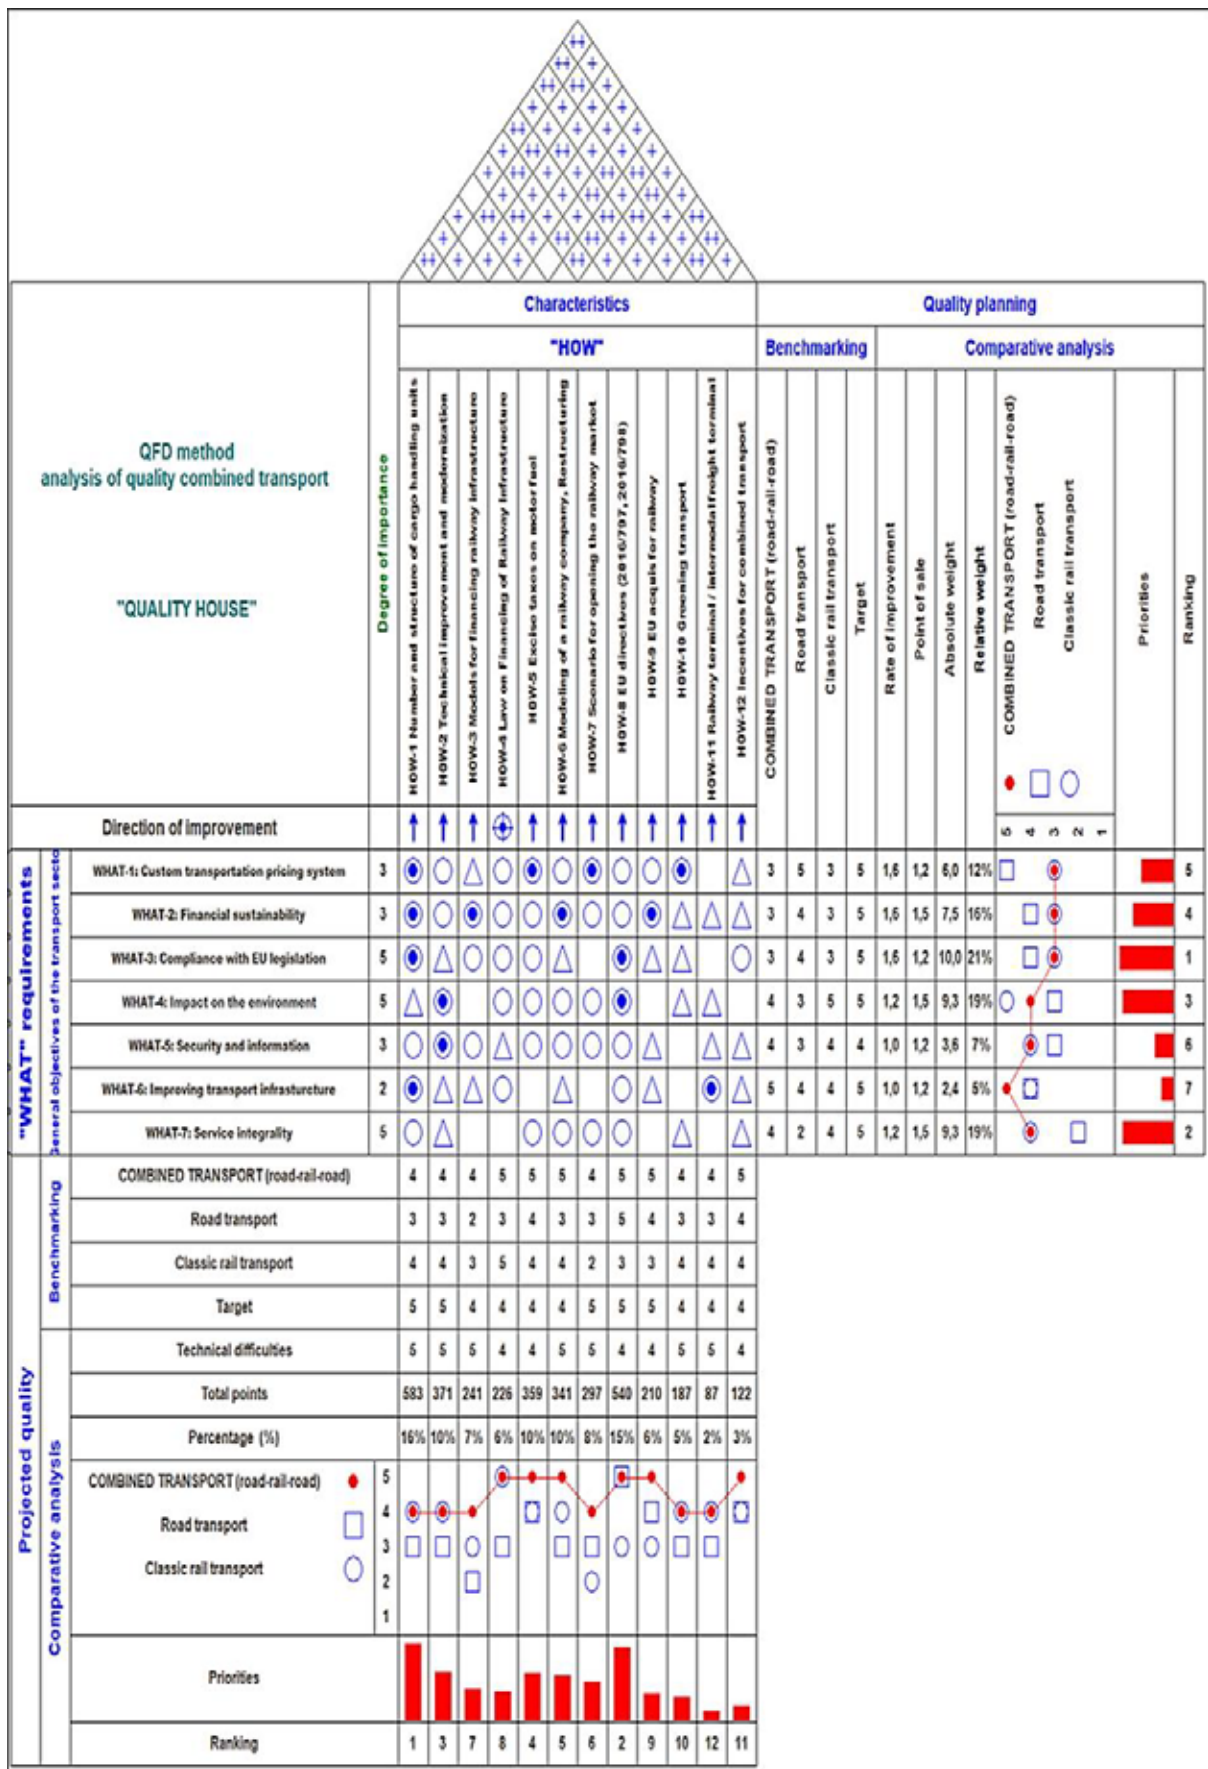 Characteristics
Quality planning
"HOW"
Benchmarking
Comparative analysis
QFD method
analysis of quality combined transport
"QUALITY HOUSE"
Degree of importance
HOW-1 Number and structure of cargo handling units
HOW-2 Technical improvement and modernization
HOW-3 Models for financing railway infrastructure
HOW-4 Law on Financing of Railway Infrastructure
HOW-5 Excise taxes on motor fuel
HOW-6 Modeling of a railway company, Restructuring
HOW-7 Scenario for opening the railway market
HOW-8 EU directives (2016/797, 2016/798)
HOW-9 EU acquis for railway
HOW-10 Greening transport
HOW-11 Railway terminal / intermodal freight terminal
HOW-12 Incentives for combined transport
COMBINED TRANSPORT (road-rail-road)
Road transport
Classic rail transport
Target
Rate of improvement
Point of sale
Absolute weight
Relative weight
COMBINED TRANSPORT (road-rail-road)
Road transport
Classic rail transport
Priorities
Ranking
Direction of improvement
5 4 3 2 1
"WHAT" requirements
General objectives of the transport secto
WHAT-1: Custom transportation pricing system 3 3 5 3 5 1,6 1,2 6,0 12% 5
WHAT-2: Financial sustainability 3 3 4 3 5 1,6 1,5 7,5 16% 4
WHAT-3: Compliance with EU legislation 5 3 4 3 5 1,6 1,2 10,0 21% 1
WHAT-4: Impact on the environment 5 4 3 5 5 1,2 1,5 9,3 19% 3
WHAT-5: Security and information 3 4 3 4 4 1,0 1,2 3,6 7% 6
WHAT-6: Improving transport infrasturcture 2 5 4 4 5 1,0 1,2 2,4 5% 7
WHAT-7: Service integrality 5 4 2 4 5 1,2 1,5 9,3 19% 2
Projected quality
Benchmarking
COMBINED TRANSPORT (road-rail-road) 4 4 4 5 5 5 4 5 5 4 4 5
Road transport 3 3 2 3 4 3 3 5 4 3 3 4
Classic rail transport 4 4 3 5 4 4 2 3 3 4 4 4
Target 5 5 4 4 4 4 5 5 5 4 4 4
Comparative analysis
Technical difficulties 5 5 5 4 4 5 5 4 4 5 5 4
Total points 583 371 241 226 359 341 297 540 210 187 87 122
Percentage (%) 16% 10% 7% 6% 10% 10% 8% 15% 6% 5% 2% 3%
COMBINED TRANSPORT (road-rail-road) 5
4
Road transport
3
Classic rail transport
2
1
Priorities
Ranking 1 3 7 8 4 5 6 2 9 10 12 11